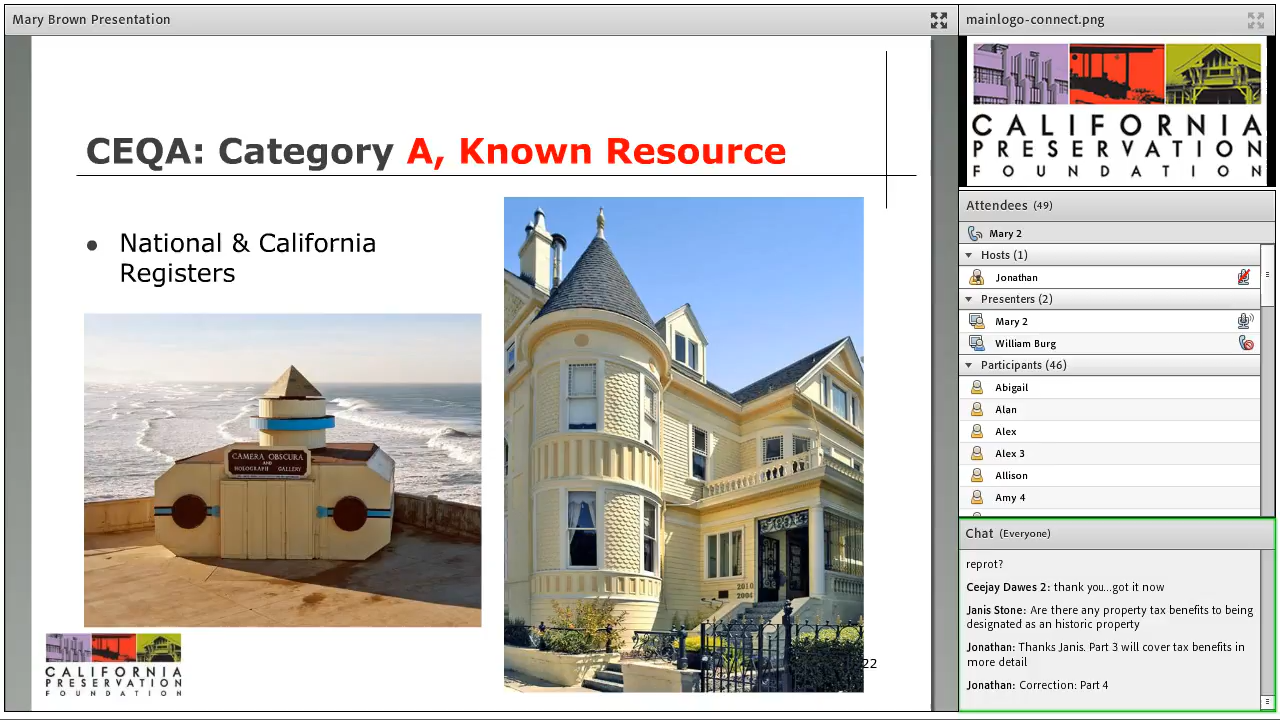 Mary Brown Presentation
CEQA: Category A, Known Resource
● National & California
Registers
CAMERA OBSCURA
AND
HOLOGRAPH GALLERY
2010
2004
CALIFORNIA
PRESERVATION
FOUNDATION
22
mainlogo-connect.png
CALIFORNIA
PRESERVATION
FOUNDATION
Attendees (49)
Mary 2
Hosts (1)
Jonathan
Presenters (2)
Mary 2
William Burg
Participants (46)
Abigail
Alan
Alex
Alex 3
Allison
Amy 4
Chat (Everyone)
reprot?
Ceejay Dawes 2: thank you...got it now
Janis Stone: Are there any property tax benefits to being
designated as an historic property
Jonathan: Thanks Janis. Part 3 will cover tax benefits in
more detail
Jonathan: Correction: Part 4